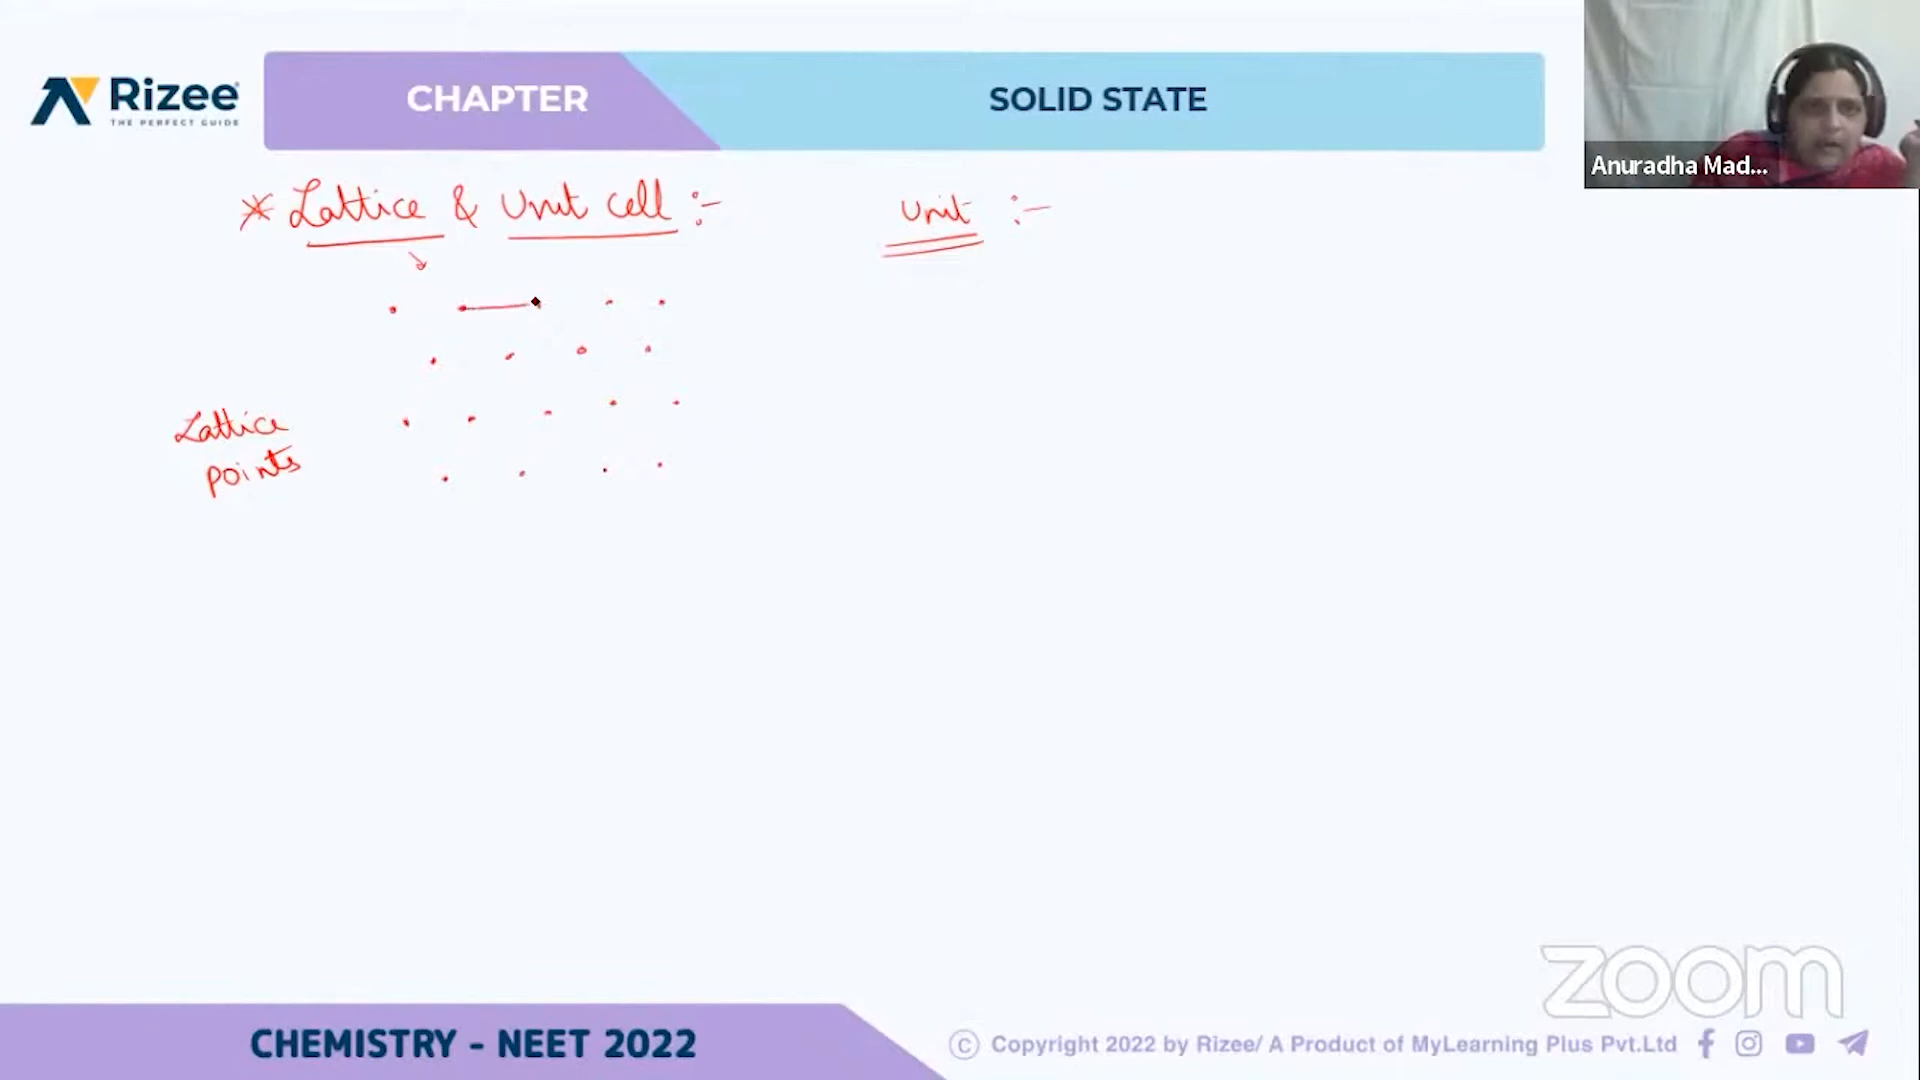 Rizee
THE PERFECT GUIDE
CHAPTER
SOLID STATE
Anuradha Mad...
* Lattice & Unit cell :-
Unit :-
Lattice
points
zoom
CHEMISTRY - NEET 2022
© Copyright 2022 by Rizee/ A Product of MyLearning Plus Pvt.Ltd